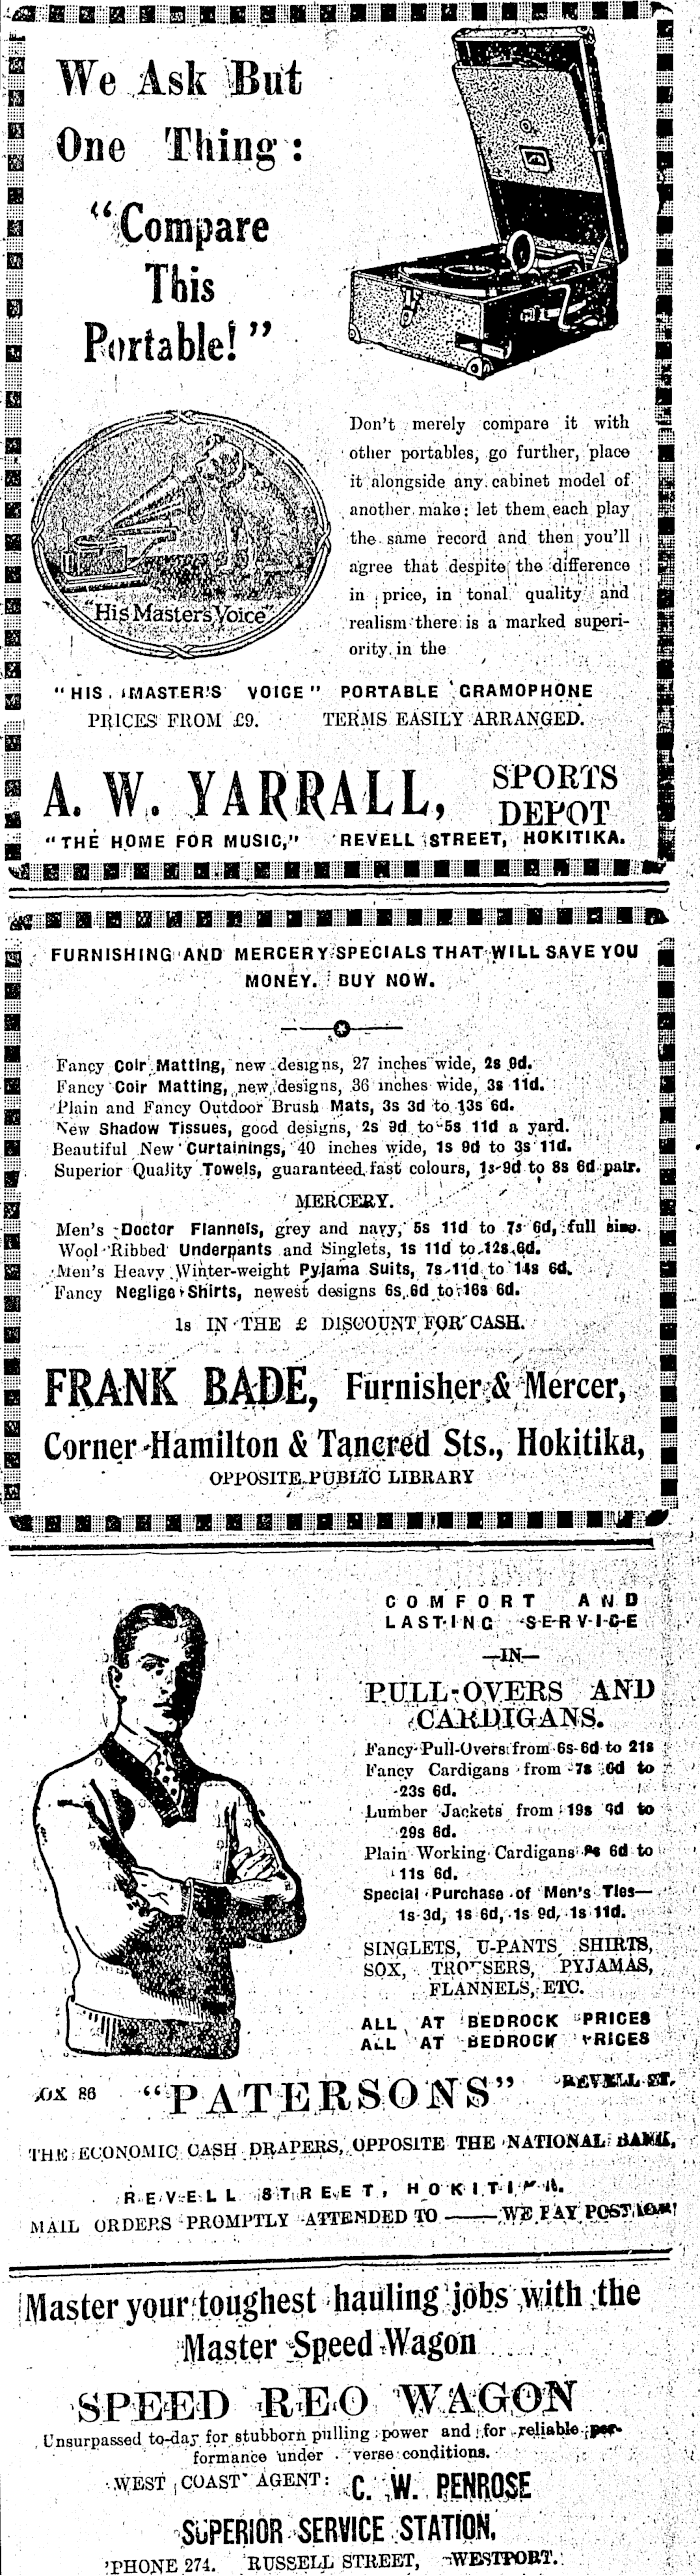 We Ask But
One Thing:
"Compare
This
Portable!"
"His Master's Voice"
Don't merely compare it with
other portables, go further, place
it alongside any cabinet model of
another make: let them each play
the same record and then you'll
agree that despite the difference
in price, in tonal quality and
realism there is a marked superi-
ority in the
"HIS MASTER'S VOICE" PORTABLE GRAMOPHONE
PRICES FROM £9. TERMS EASILY ARRANGED.
A. W. YARRALL, SPORTS DEPOT
"THE HOME FOR MUSIC," REVELL STREET, HOKITIKA.
FURNISHING AND MERCERY SPECIALS THAT WILL SAVE YOU
MONEY. BUY NOW.
Fancy Coir Matting, new designs, 27 inches wide, 2s 9d.
Fancy Coir Matting, new designs, 36 inches wide, 3s 11d.
Plain and Fancy Outdoor Brush Mats, 3s 3d to 13s 6d.
New Shadow Tissues, good designs, 2s 9d to 5s 11d a yard.
Beautiful New Curtainings, 40 inches wide, 1s 9d to 3s 11d.
Superior Quality Towels, guaranteed fast colours, 1s 9d to 8s 6d pair.
MERCERY.
Men's Doctor Flannels, grey and navy, 5s 11d to 7s 6d, full size.
Wool Ribbed Underpants and Singlets, 1s 11d to 12s 6d.
Men's Heavy Winter-weight Pyjama Suits, 7s 11d to 14s 6d.
Fancy Neglige Shirts, newest designs 6s 6d to 16s 6d.
1s IN THE £ DISCOUNT FOR CASH.
FRANK BADE, Furnisher & Mercer,
Corner Hamilton & Tancred Sts., Hokitika,
OPPOSITE PUBLIC LIBRARY
COMFORT AND
LASTING SERVICE
—IN—
PULL-OVERS AND
CARDIGANS.
Fancy Pull-Overs from 6s 6d to 21s
Fancy Cardigans from 7s 6d to
23s 6d.
Lumber Jackets from 19s 9d to
29s 6d.
Plain Working Cardigans 6d to
11s 6d.
Special Purchase of Men's Ties—
1s 3d, 1s 6d, 1s 9d, 1s 11d.
SINGLETS, U-PANTS, SHIRTS,
SOX, TROUSERS, PYJAMAS,
FLANNELS, ETC.
ALL AT BEDROCK PRICES
ALL AT BEDROCK PRICES
OX 86 "PATERSONS" REVELL ST.
THE ECONOMIC CASH DRAPERS, OPPOSITE THE NATIONAL BANK,
REVELL STREET, HOKITIKA.
MAIL ORDERS PROMPTLY ATTENDED TO —— WE PAY POSTAGE!
Master your toughest hauling jobs with the
Master Speed Wagon
SPEED REO WAGON
Unsurpassed to-day for stubborn pulling power and for reliable per-
formance under verse conditions.
WEST COAST AGENT: C. W. PENROSE
SUPERIOR SERVICE STATION,
'PHONE 274. RUSSELL STREET, WESTPORT.